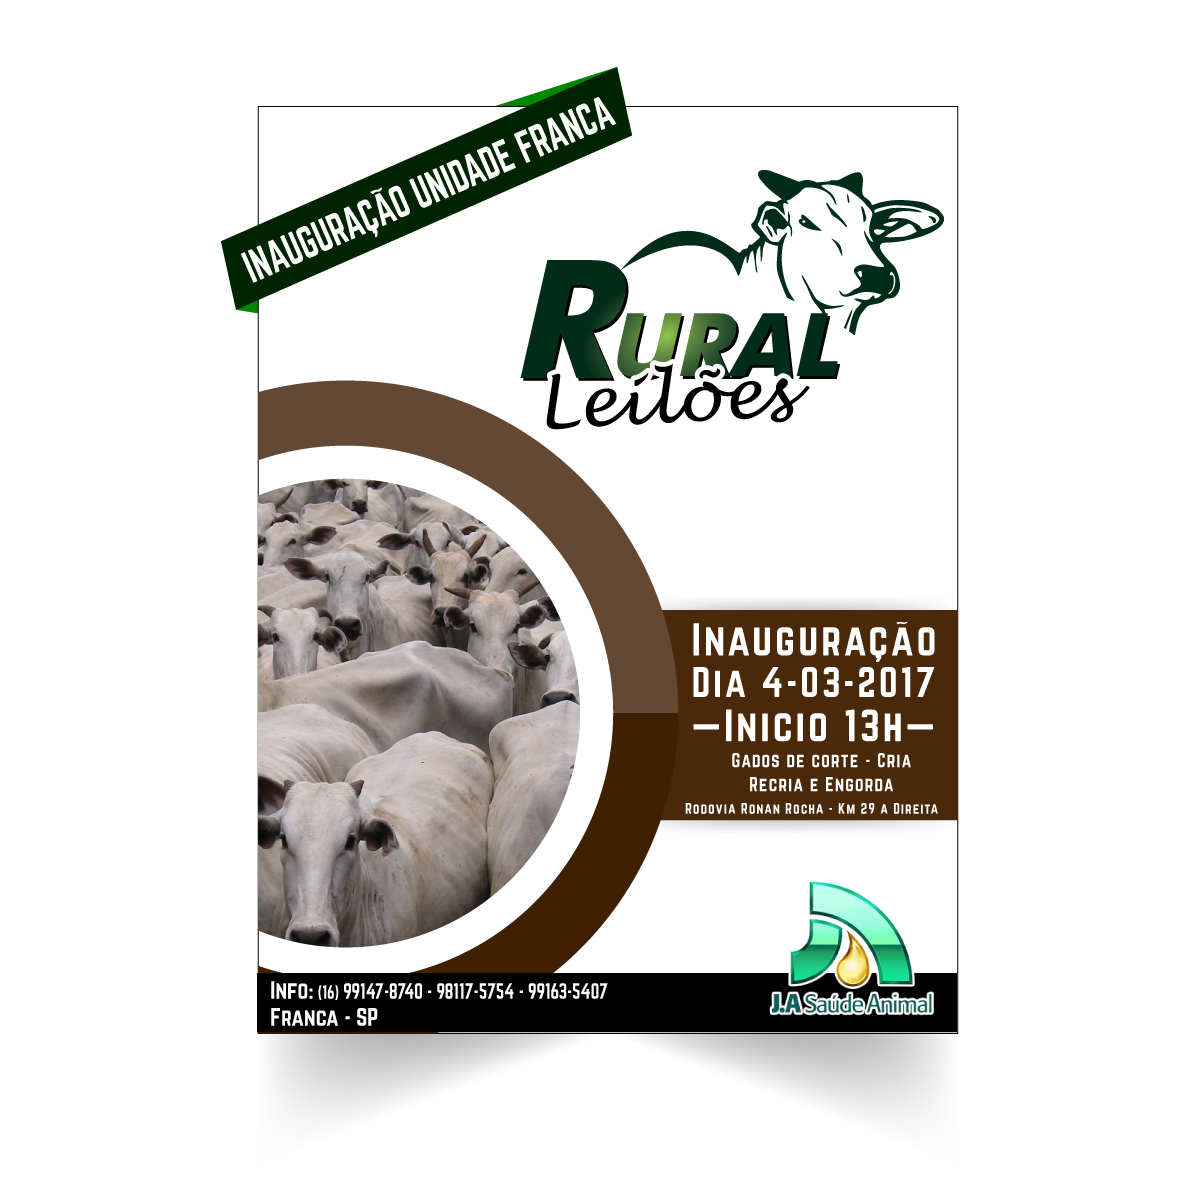 INAUGURAÇÃO UNIDADE FRANCA
RURAL
Leilões
INAUGURAÇÃO
DIA 4-03-2017
—INICIO 13H—
GADOS DE CORTE - CRIA
RECRIA E ENGORDA
RODOVIA RONAN ROCHA - KM 29 A DIREITA
INFO: (16) 99147-8740 - 98117-5754 - 99163-5407
FRANCA - SP
J.A Saúde Animal